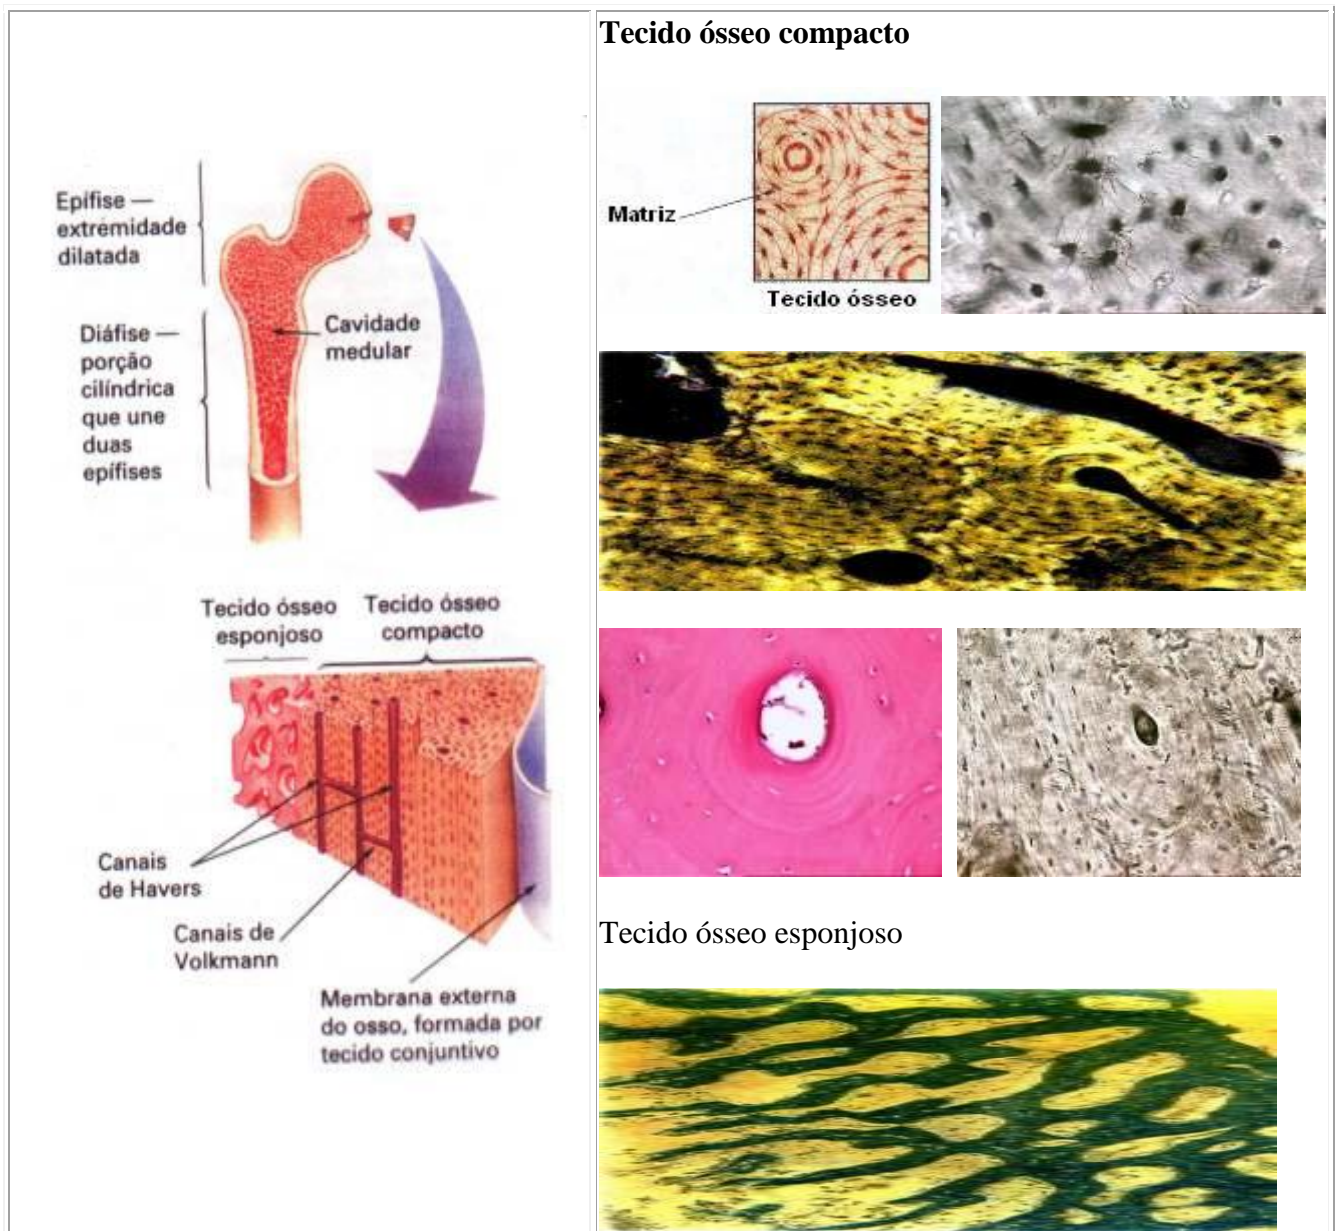 Epífise —
extremidade
dilatada
Diáfise —
porção
cilíndrica
que une
duas
epífises
Cavidade
medular
Tecido ósseo
esponjoso
Tecido ósseo
compacto
Canais
de Havers
Canais de
Volkmann
Membrana externa
do osso, formada por
tecido conjuntivo
Tecido ósseo compacto
Matriz
Tecido ósseo
Tecido ósseo esponjoso